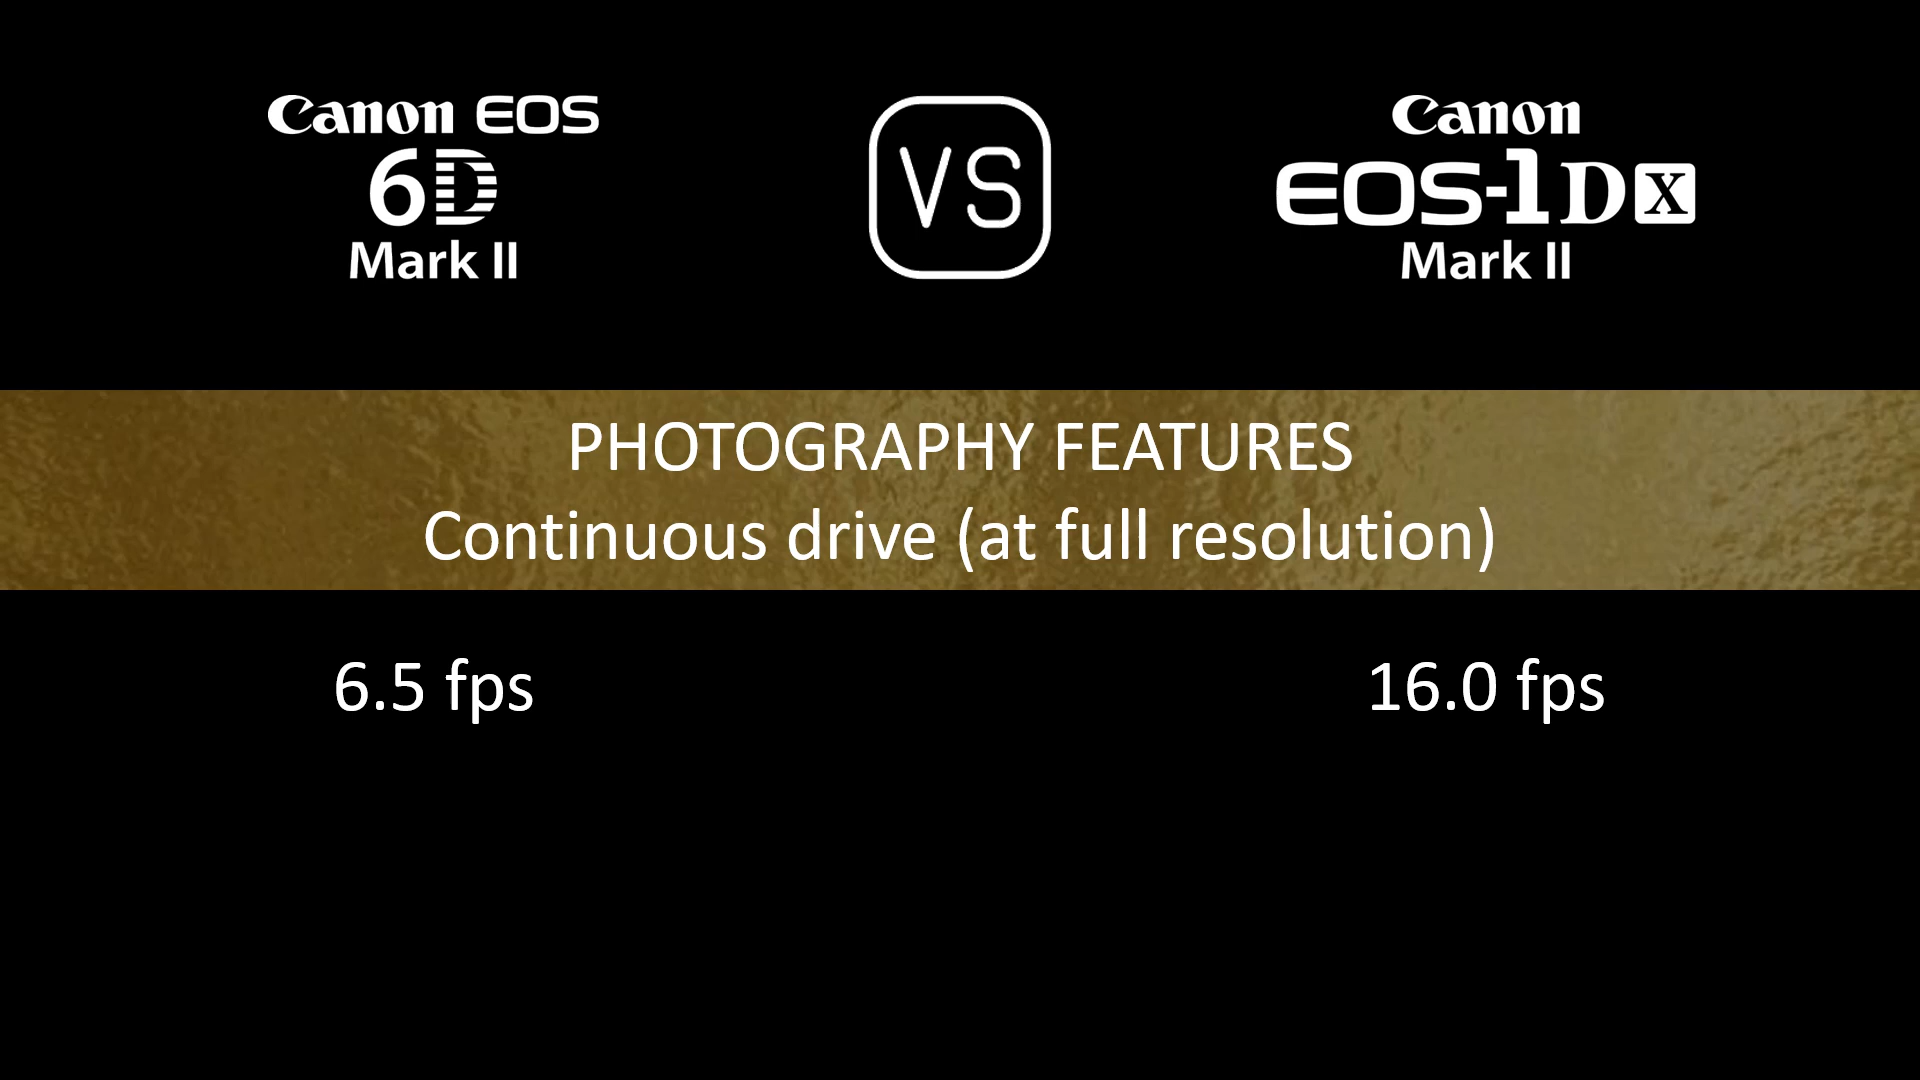 Canon EOS
6D
Mark II
VS
Canon
EOS-1DX
Mark II
PHOTOGRAPHY FEATURES
Continuous drive (at full resolution)
6.5 fps
16.0 fps